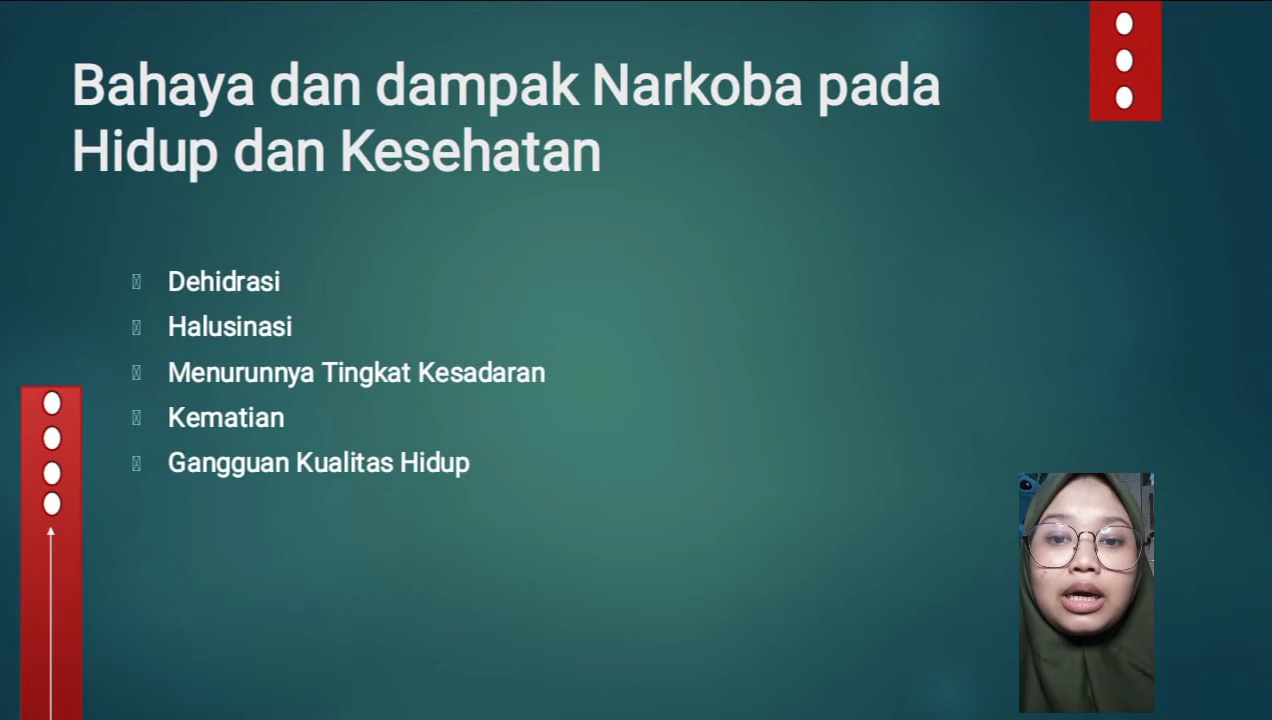 Bahaya dan dampak Narkoba pada
Hidup dan Kesehatan
Dehidrasi
Halusinasi
Menurunnya Tingkat Kesadaran
Kematian
Gangguan Kualitas Hidup